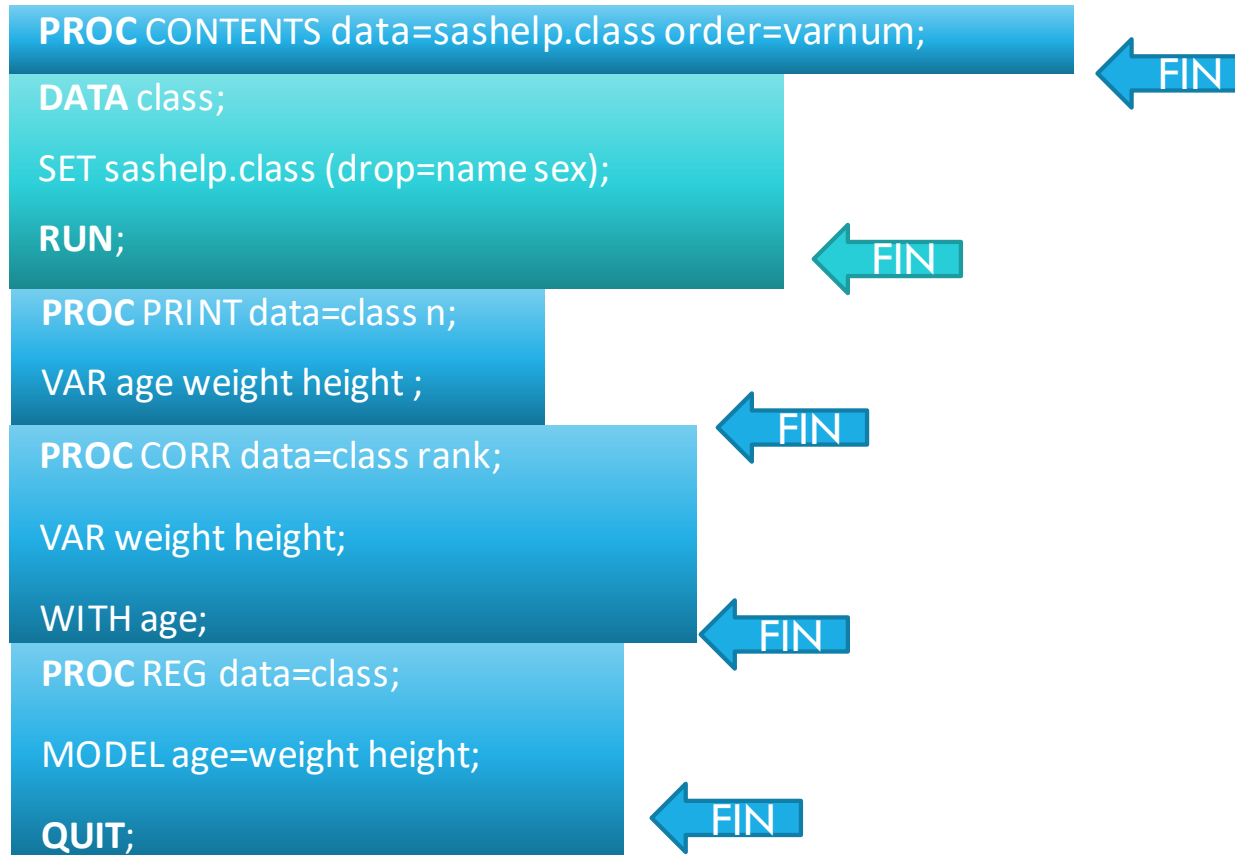 PROC CONTENTS data=sashelp.class order=varnum;
FIN
DATA class;
SET sashelp.class (drop=name sex);
RUN;
FIN
PROC PRINT data=class n;
VAR age weight height ;
FIN
PROC CORR data=class rank;
VAR weight height;
WITH age;
FIN
PROC REG data=class;
MODEL age=weight height;
QUIT;
FIN